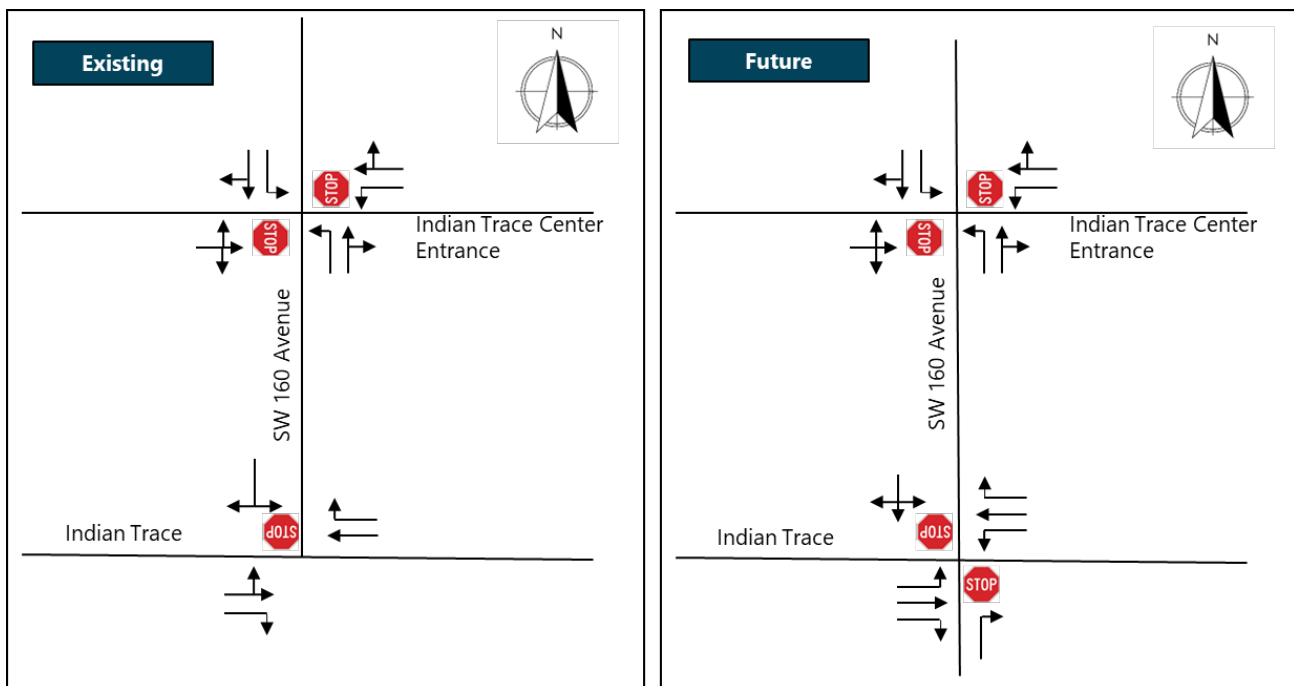 Existing
N
STOP
STOP
Indian Trace Center
Entrance
SW 160 Avenue
Indian Trace
STOP
Future
N
STOP
STOP
Indian Trace Center
Entrance
SW 160 Avenue
Indian Trace
STOP
STOP